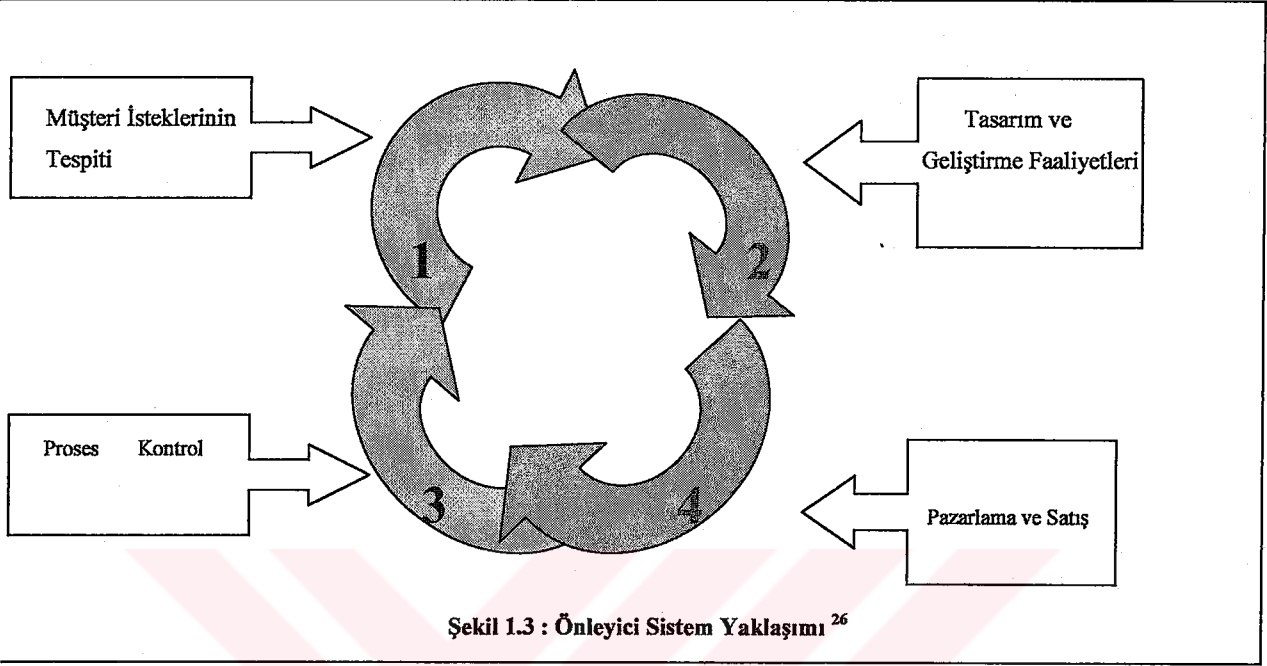 Müşteri İsteklerinin
Tespiti
Tasarım ve
Geliştirme Faaliyetleri
1
2
Proses Kontrol
3
4
Pazarlama ve Satış
Şekil 1.3 : Önleyici Sistem Yaklaşımı 26